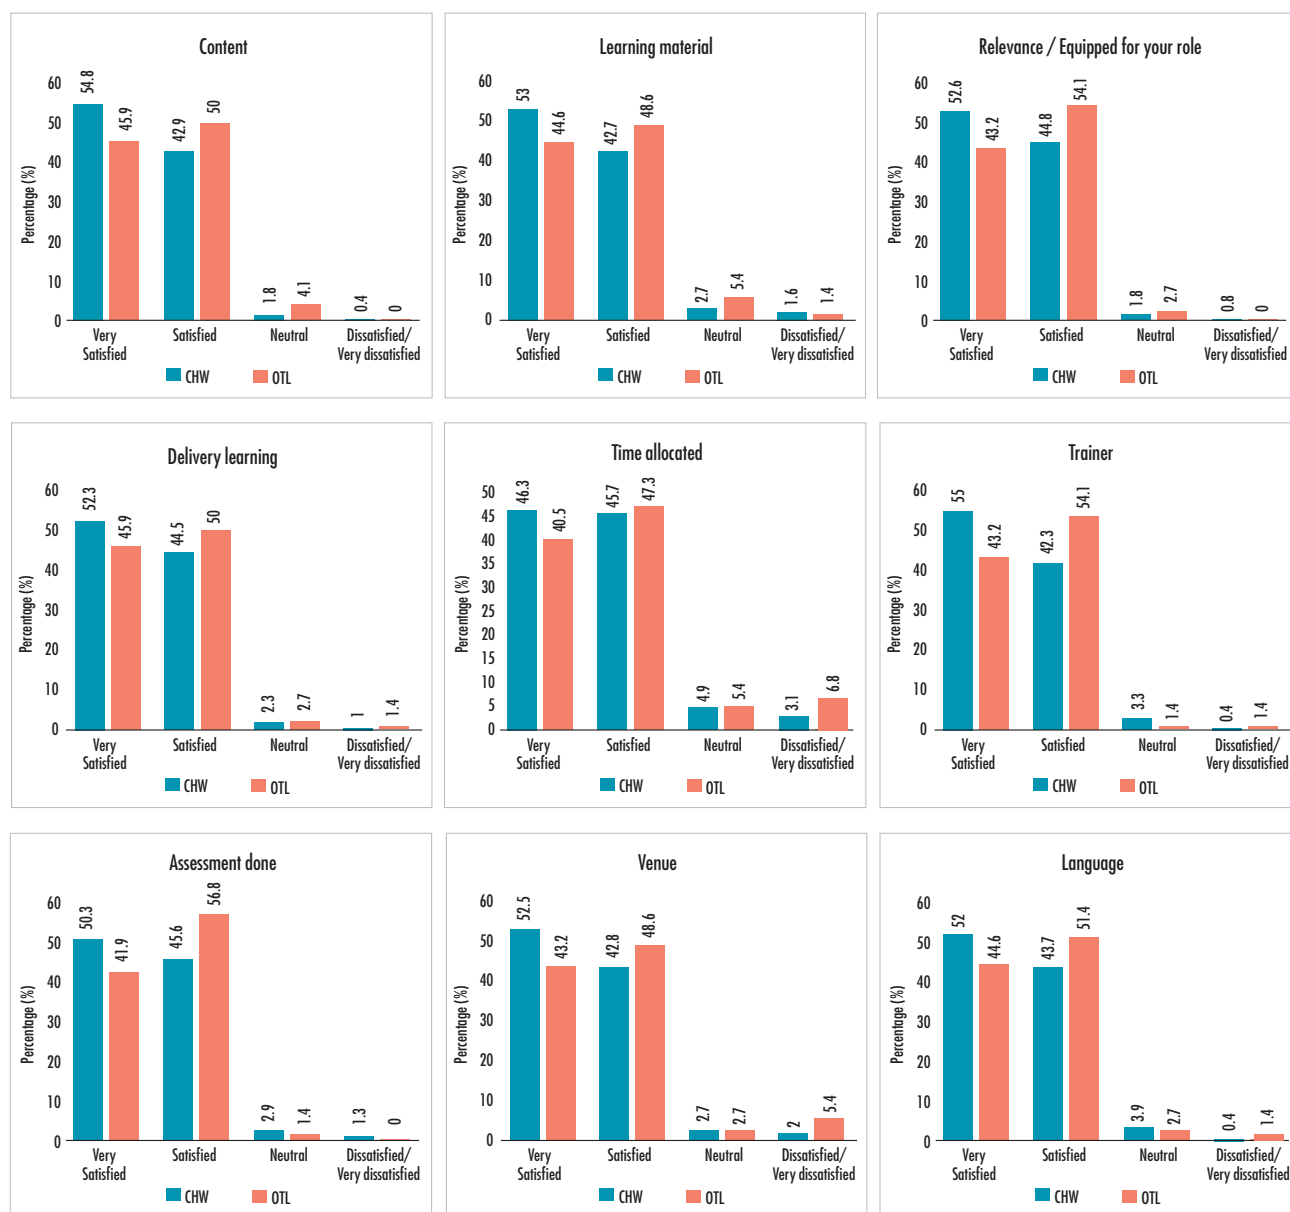 Content
Percentage (%)
60
50
40
30
20
10
0
54.8
45.9
42.9
50
1.8
4.1
0.4
0
Very Satisfied
Satisfied
Neutral
Dissatisfied/ Very dissatisfied
CHW
OTL
Learning material
Percentage (%)
60
50
40
30
20
10
0
53
44.6
42.7
48.6
2.7
5.4
1.6
1.4
Very Satisfied
Satisfied
Neutral
Dissatisfied/ Very dissatisfied
CHW
OTL
Relevance / Equipped for your role
Percentage (%)
60
50
40
30
20
10
0
52.6
43.2
44.8
54.1
1.8
2.7
0.8
0
Very Satisfied
Satisfied
Neutral
Dissatisfied/ Very dissatisfied
CHW
OTL
Delivery learning
Percentage (%)
60
50
40
30
20
10
0
52.3
45.9
44.5
50
2.3
2.7
1
1.4
Very Satisfied
Satisfied
Neutral
Dissatisfied/ Very dissatisfied
CHW
OTL
Time allocated
Percentage (%)
50
45
40
35
30
25
20
15
10
5
0
46.3
40.5
45.7
47.3
4.9
5.4
3.1
6.8
Very Satisfied
Satisfied
Neutral
Dissatisfied/ Very dissatisfied
CHW
OTL
Trainer
Percentage (%)
60
50
40
30
20
10
0
55
43.2
42.3
54.1
3.3
1.4
0.4
1.4
Very Satisfied
Satisfied
Neutral
Dissatisfied/ Very dissatisfied
CHW
OTL
Assessment done
Percentage (%)
60
50
40
30
20
10
0
50.3
41.9
45.6
56.8
2.9
1.4
1.3
0
Very Satisfied
Satisfied
Neutral
Dissatisfied/ Very dissatisfied
CHW
OTL
Venue
Percentage (%)
60
50
40
30
20
10
0
52.5
43.2
42.8
48.6
2.7
2.7
2
5.4
Very Satisfied
Satisfied
Neutral
Dissatisfied/ Very dissatisfied
CHW
OTL
Language
Percentage (%)
60
50
40
30
20
10
0
52
44.6
43.7
51.4
3.9
2.7
0.4
1.4
Very Satisfied
Satisfied
Neutral
Dissatisfied/ Very dissatisfied
CHW
OTL